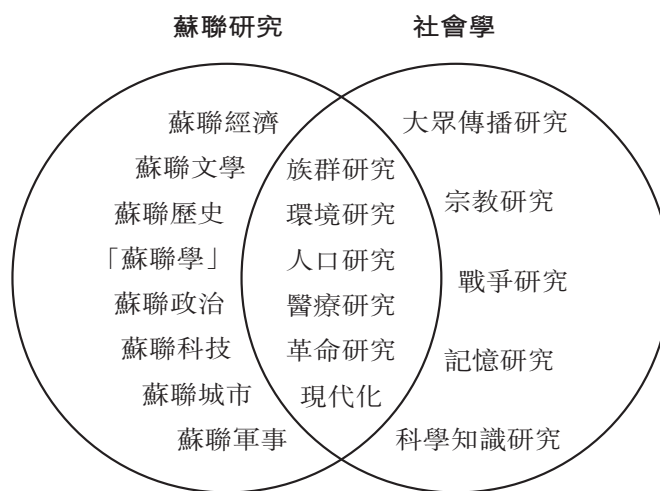 蘇聯研究
社會學
蘇聯經濟
蘇聯文學
蘇聯歷史
「蘇聯學」
蘇聯政治
蘇聯科技
蘇聯城市
蘇聯軍事
族群研究
環境研究
人口研究
醫療研究
革命研究
現代化
大眾傳播研究
宗教研究
戰爭研究
記憶研究
科學知識研究